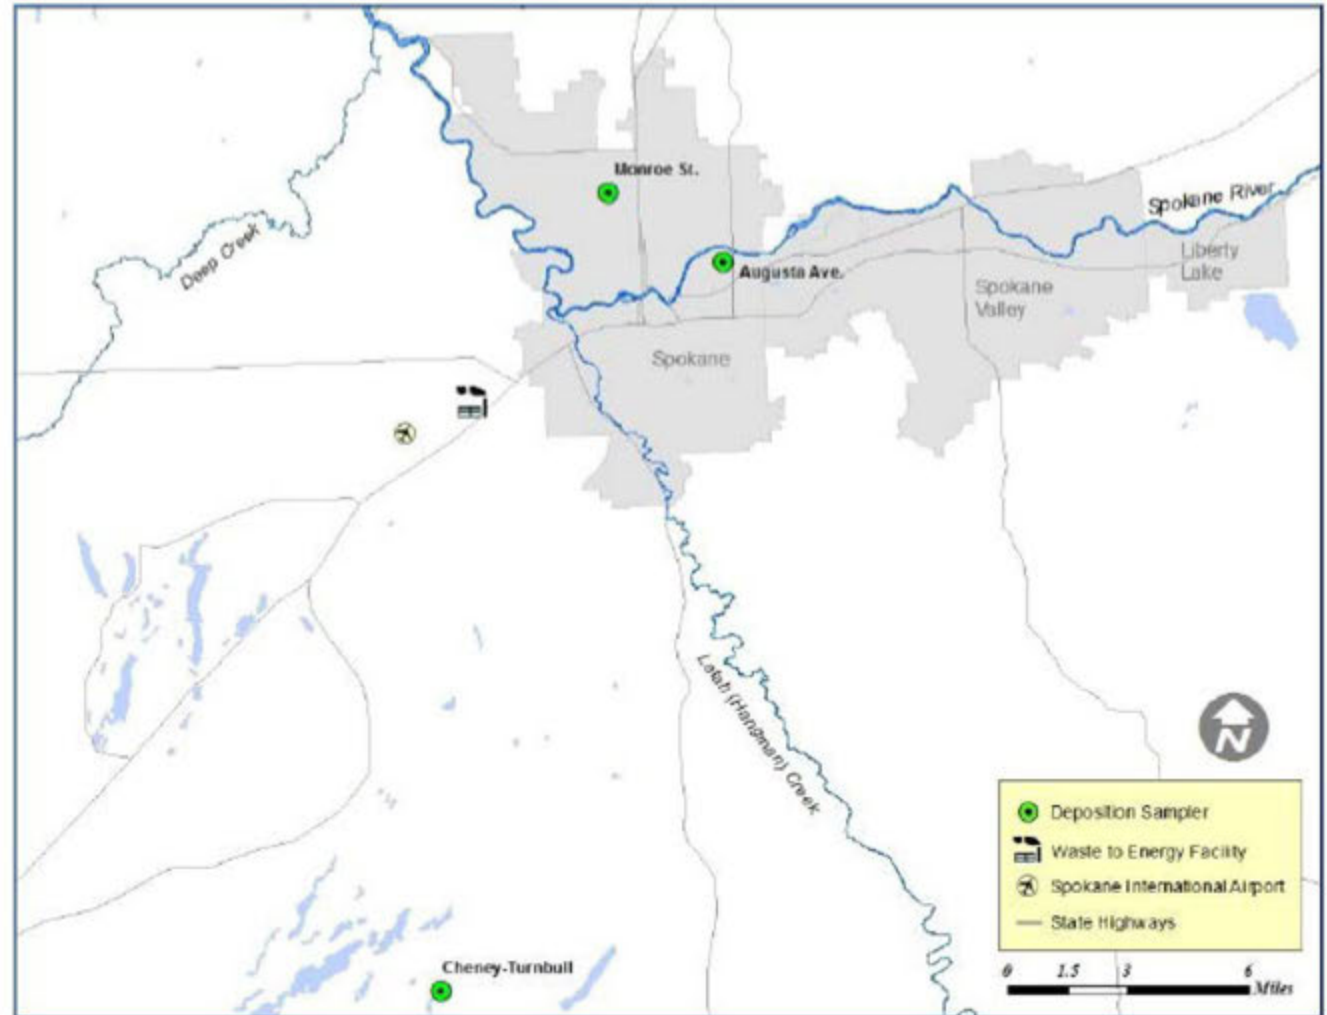 Monroe St.
Spokane River
Deep Creek
Augusta Ave.
Liberty
Lake
Spokane
Valley
Spokane
Latah (Hangman) Creek
N
Deposition Sampler
Waste to Energy Facility
Spokane International Airport
State Highways
Cheney-Turnbull
0 1.5 3 6
Miles